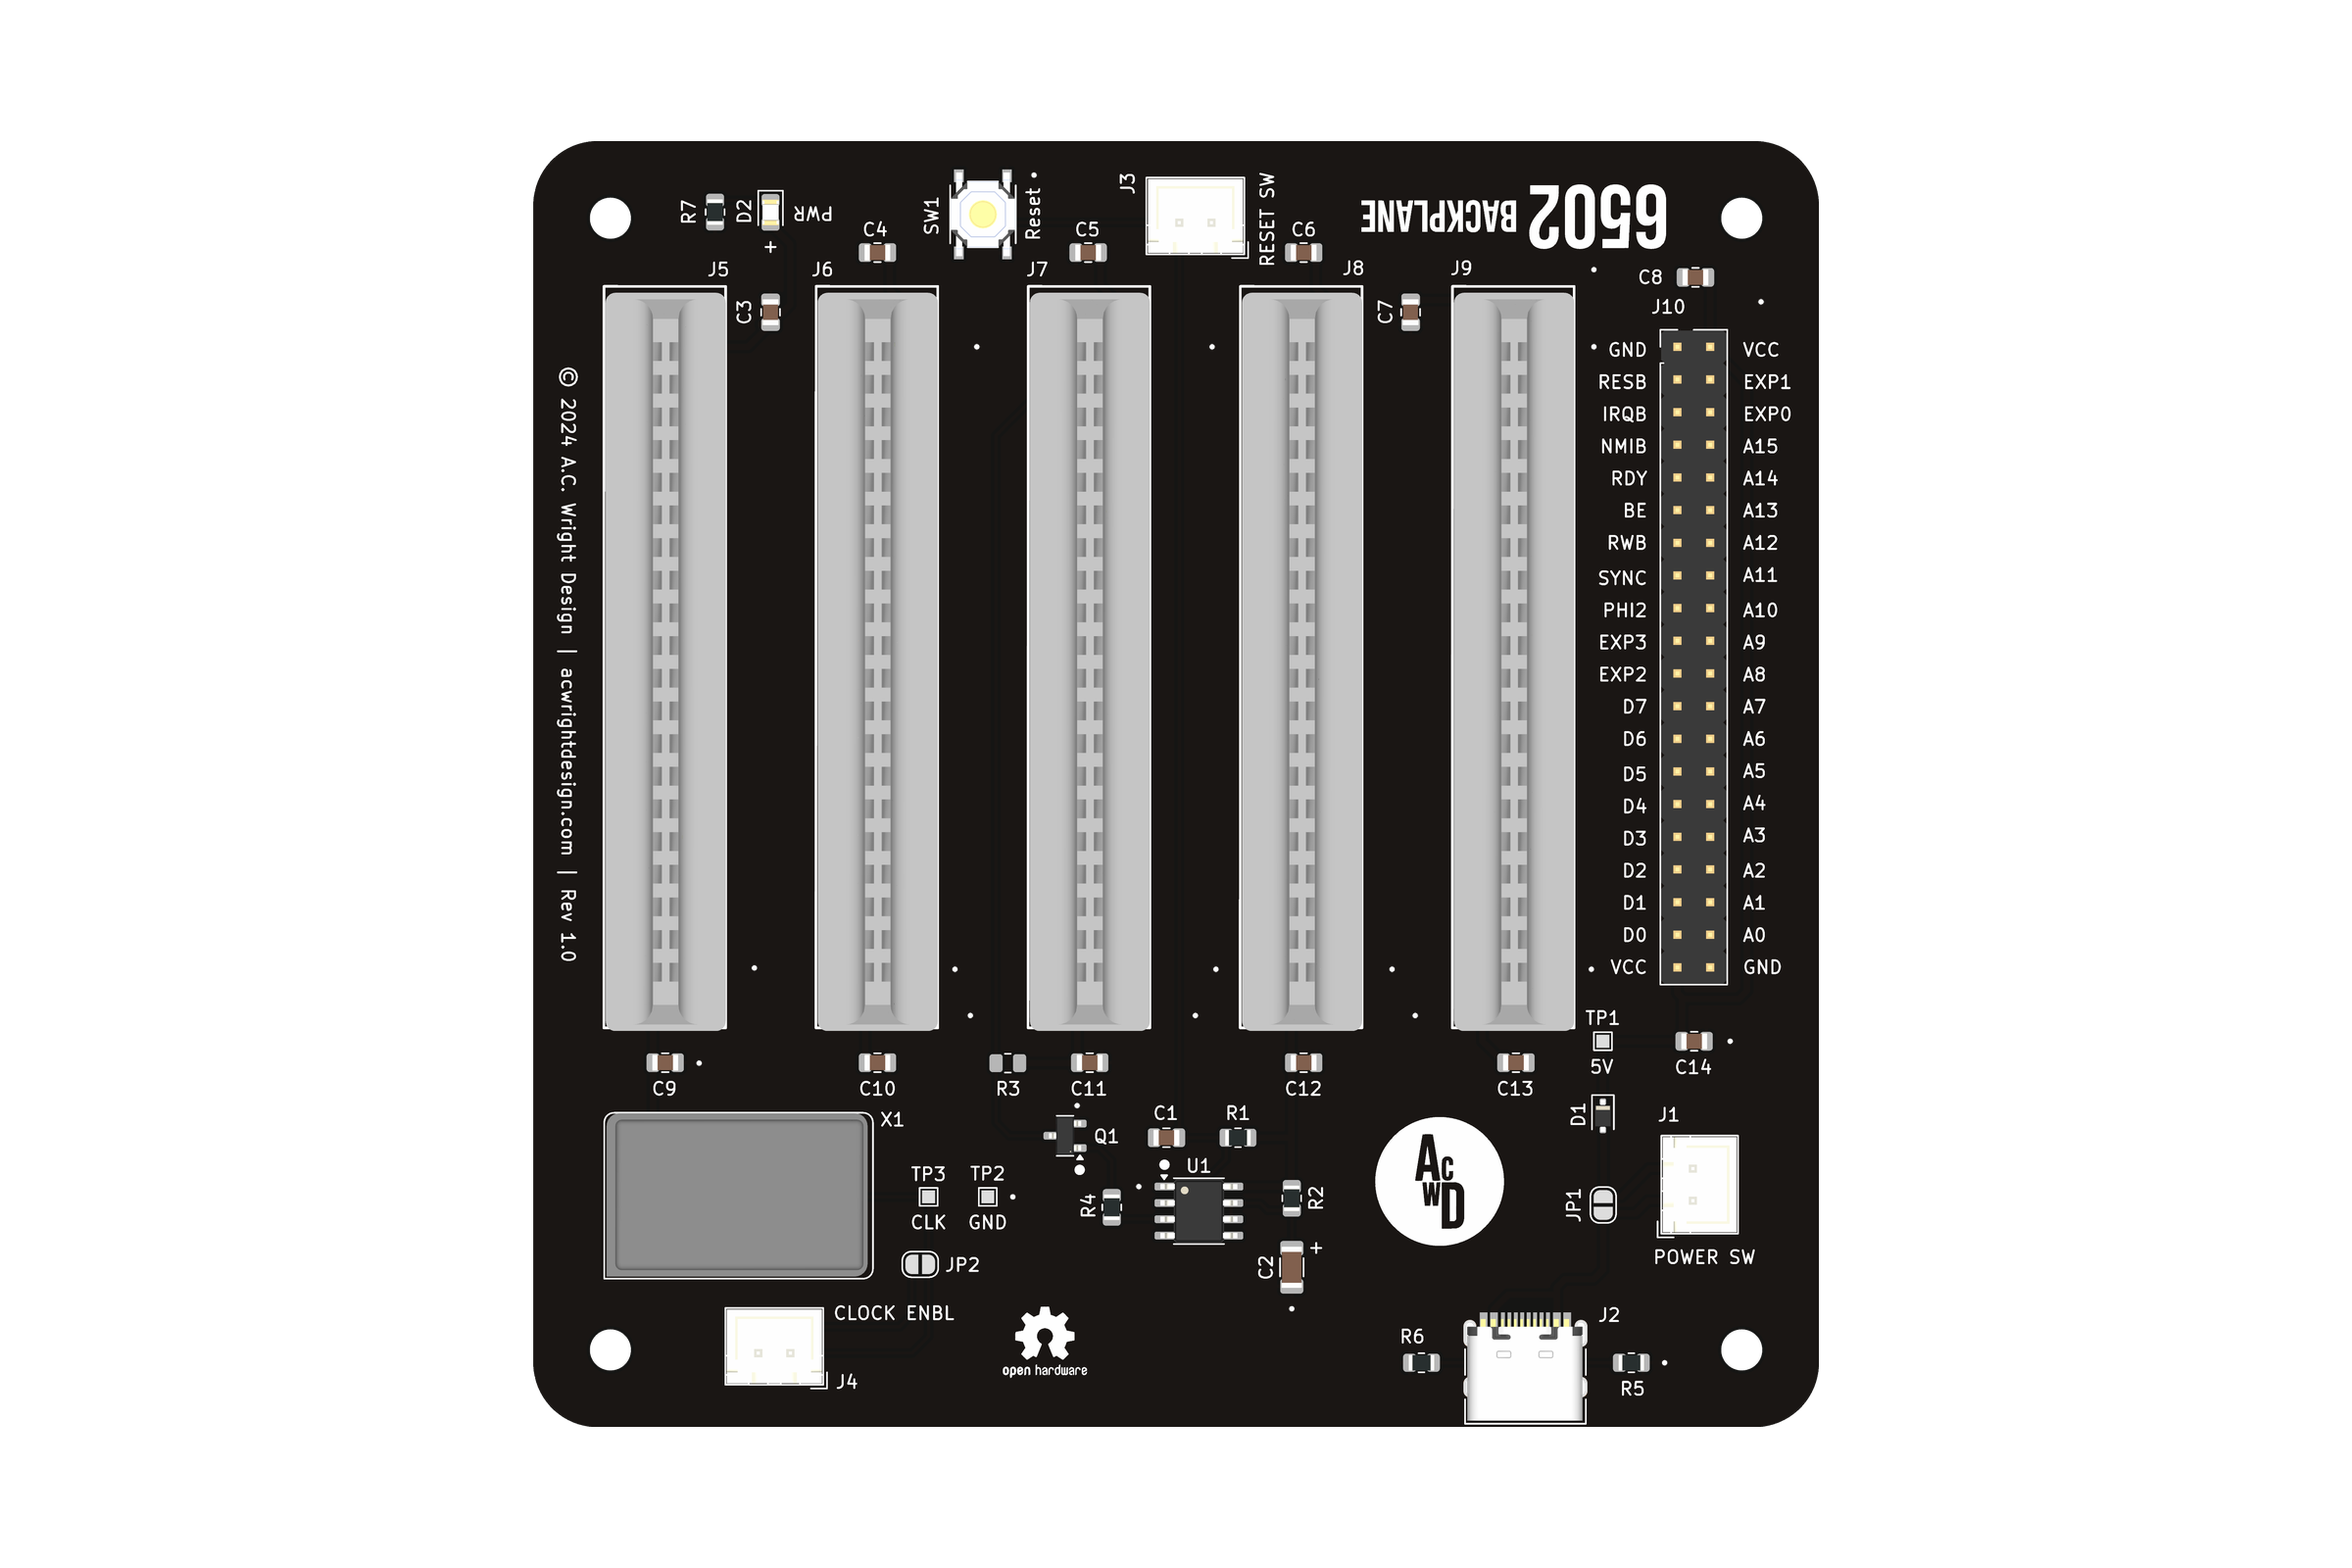 R7
D2
PWR
+
C4
SW1
Reset
C5
J3
RESET SW
C6
6502 BACKPLANE
J5
J6
J7
J8
J9
C3
C7
C8
J10
GND VCC
RESB EXP1
IRQB EXP0
NMIB A15
RDY A14
BE A13
RWB A12
SYNC A11
PHI2 A10
EXP3 A9
EXP2 A8
D7 A7
D6 A6
D5 A5
D4 A4
D3 A3
D2 A2
D1 A1
D0 A0
VCC GND
© 2024 A.C. Wright Design | acwrightdesign.com | Rev 1.0
TP1
5V
C9
C10
R3
C11
C12
C13
C14
X1
Q1
C1
R1
D1
J1
U1
TP3
CLK
TP2
GND
R4
R2
ACWD
JP1
JP2
C2
+
POWER SW
CLOCK ENBL
J4
open hardware
R6
J2
R5